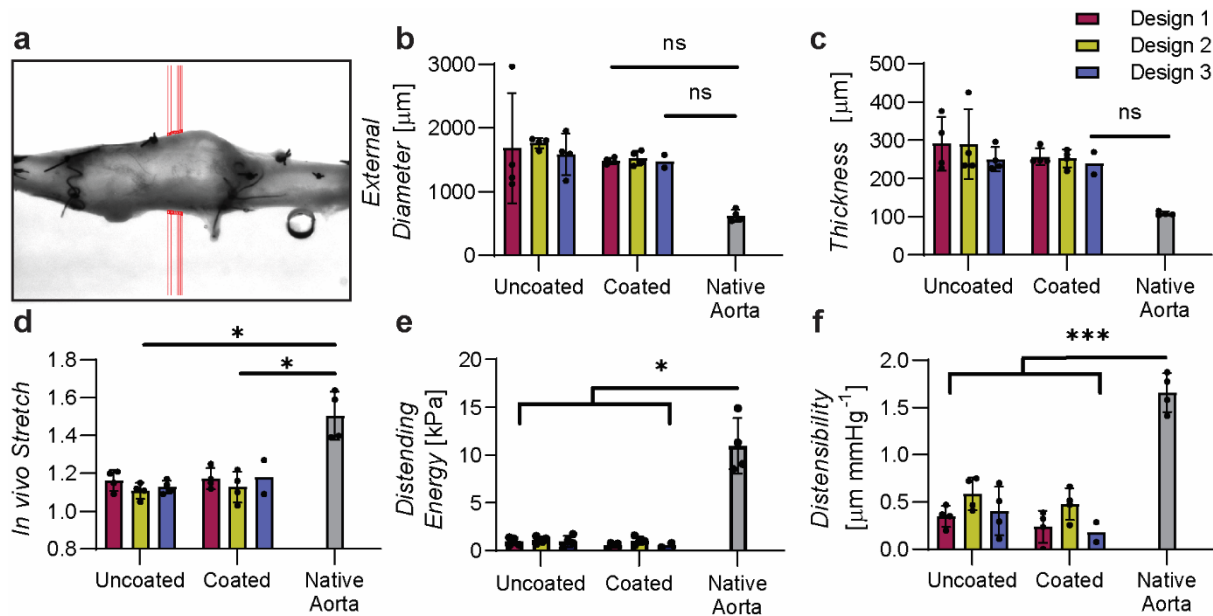 a
b
ns
ns
External
Diameter [μm]
3000
2000
1000
0
Uncoated
Coated
Native
Aorta
c
Design 1
Design 2
Design 3
ns
Thickness [μm]
500
400
300
200
100
0
Uncoated
Coated
Native
Aorta
d
*
*
In vivo Stretch
1.8
1.6
1.4
1.2
1.0
0.8
Uncoated
Coated
Native
Aorta
e
*
Distending
Energy [kPa]
20
15
10
5
0
Uncoated
Coated
Native
Aorta
f
***
Distensibility
[μm mmHg⁻¹]
2.0
1.5
1.0
0.5
0.0
Uncoated
Coated
Native
Aorta